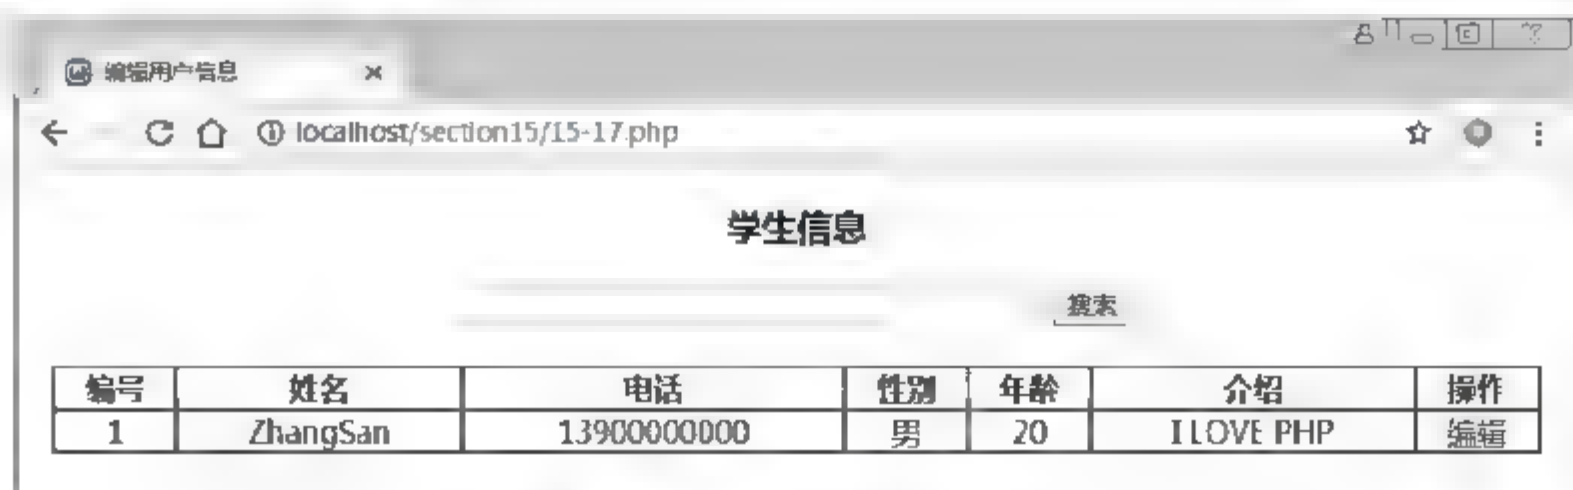 编辑用户信息
localhost/section15/15-17.php
学生信息
搜索
编号 姓名 电话 性别 年龄 介绍 操作
1 ZhangSan 13900000000 男 20 I LOVE PHP 编辑